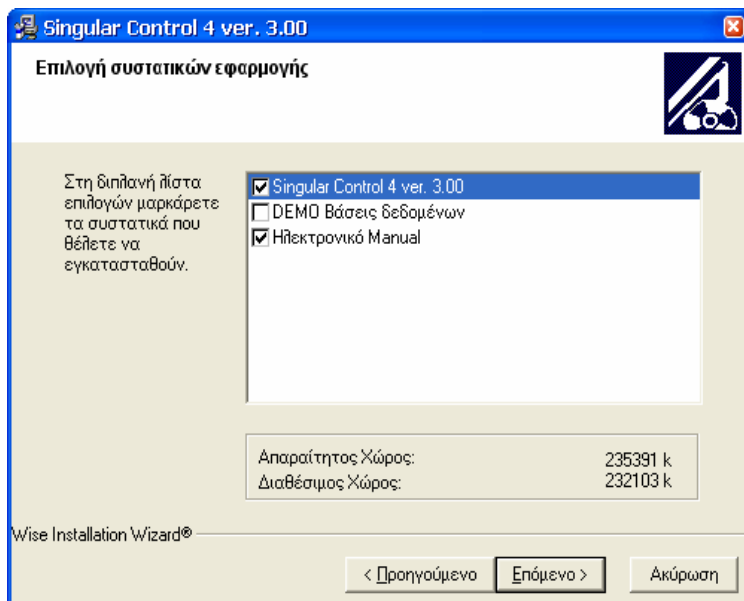 Singular Control 4 ver. 3.00
Επιλογή συστατικών εφαρμογής
Στη διπλανή λίστα
επιλογών μαρκάρετε
τα συστατικά που
θέλετε να
εγκατασταθούν.
Singular Control 4 ver. 3.00
DEMO Βάσεις δεδομένων
Ηλεκτρονικό Manual
Απαραίτητος Χώρος: 235391 k
Διαθέσιμος Χώρος: 232103 k
Wise Installation Wizard®
< Προηγούμενο Επόμενο > Ακύρωση